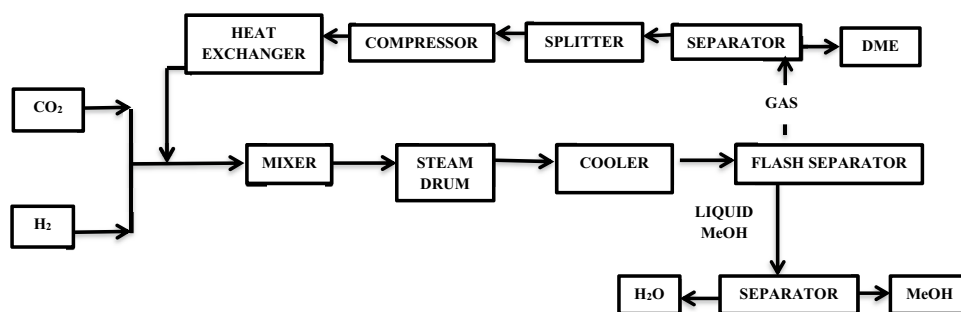 HEAT
EXCHANGER
COMPRESSOR
SPLITTER
SEPARATOR
DME
CO₂
GAS
MIXER
STEAM
DRUM
COOLER
FLASH SEPARATOR
H₂
LIQUID
MeOH
H₂O
SEPARATOR
MeOH